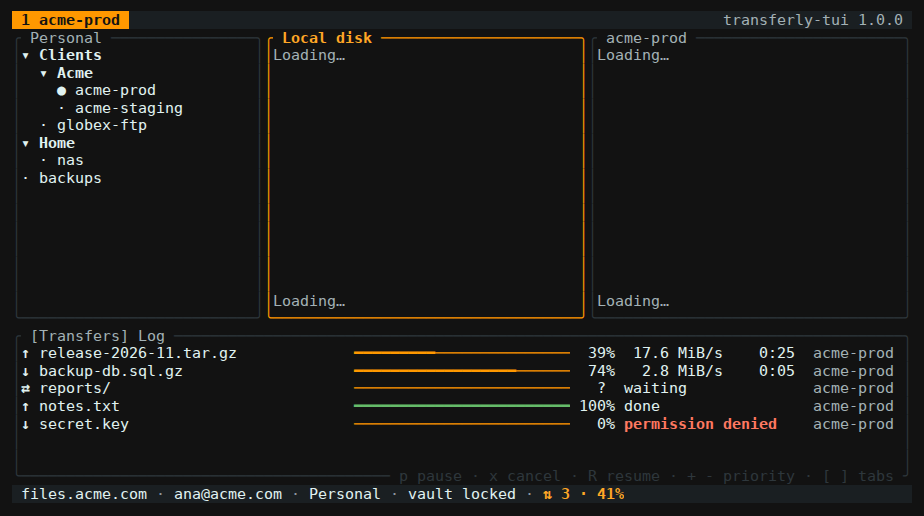 1 acme-prod transferly-tui 1.0.0
Personal Local disk acme-prod
▾ Clients Loading… Loading…
▾ Acme
● acme-prod
· acme-staging
· globex-ftp
▾ Home
· nas
· backups
Loading… Loading…
[Transfers] Log
↑ release-2026-11.tar.gz 39% 17.6 MiB/s 0:25 acme-prod
↓ backup-db.sql.gz 74% 2.8 MiB/s 0:05 acme-prod
⇄ reports/ ? waiting acme-prod
↑ notes.txt 100% done acme-prod
↓ secret.key 0% permission denied acme-prod
p pause · x cancel · R resume · + - priority · [ ] tabs
files.acme.com · ana@acme.com · Personal · vault locked · ⇅ 3 · 41%